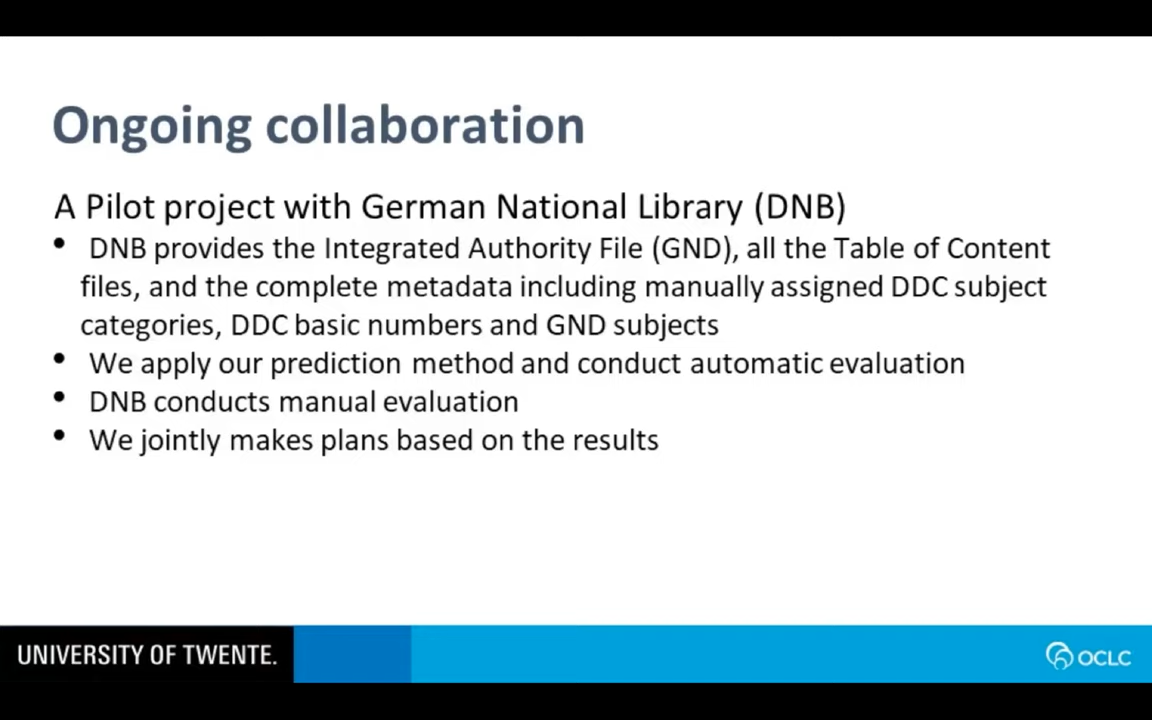 Ongoing collaboration
A Pilot project with German National Library (DNB)
• DNB provides the Integrated Authority File (GND), all the Table of Content
files, and the complete metadata including manually assigned DDC subject
categories, DDC basic numbers and GND subjects
• We apply our prediction method and conduct automatic evaluation
• DNB conducts manual evaluation
• We jointly makes plans based on the results
UNIVERSITY OF TWENTE.
OCLC